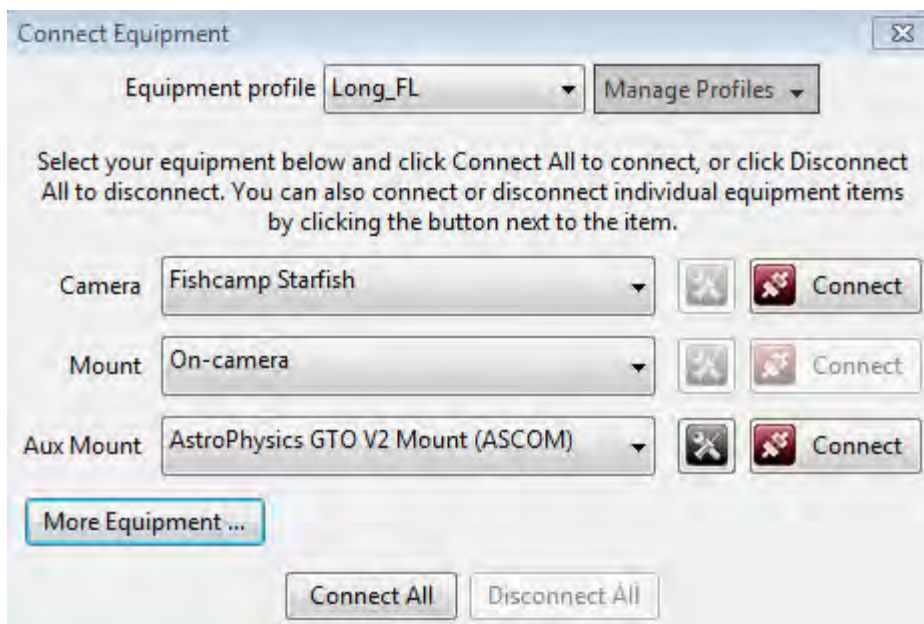 Connect Equipment
Equipment profile Long_FL Manage Profiles
Select your equipment below and click Connect All to connect, or click Disconnect
All to disconnect. You can also connect or disconnect individual equipment items
by clicking the button next to the item.
Camera Fishcamp Starfish Connect
Mount On-camera Connect
Aux Mount AstroPhysics GTO V2 Mount (ASCOM) Connect
More Equipment ...
Connect All Disconnect All